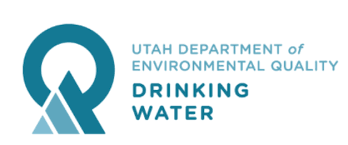 UTAH DEPARTMENT of
ENVIRONMENTAL QUALITY
DRINKING
WATER